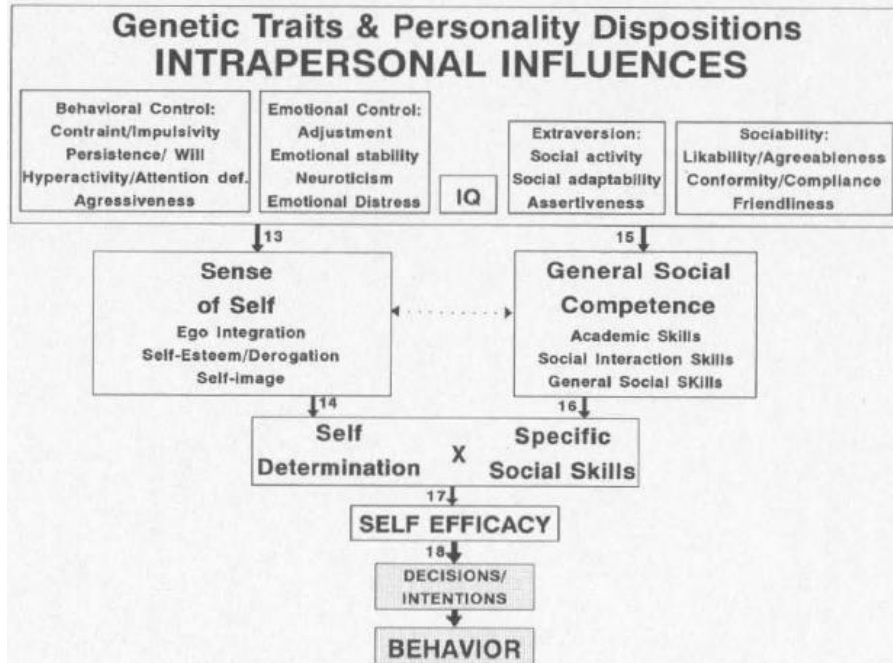 Genetic Traits & Personality Dispositions
INTRAPERSONAL INFLUENCES
Behavioral Control:
Contraint/Impulsivity
Persistence/ Will
Hyperactivity/Attention def.
Agressiveness
Emotional Control:
Adjustment
Emotional stability
Neuroticism
Emotional Distress
IQ
Extraversion:
Social activity
Social adaptability
Assertiveness
Sociability:
Likability/Agreeableness
Conformity/Compliance
Friendliness
13
15
Sense
of Self
Ego Integration
Self-Esteem/Derogation
Self-image
General Social
Competence
Academic Skills
Social Interaction Skills
General Social SKills
14
16
Self
Determination
X
Specific
Social Skills
17
SELF EFFICACY
18
DECISIONS/
INTENTIONS
BEHAVIOR